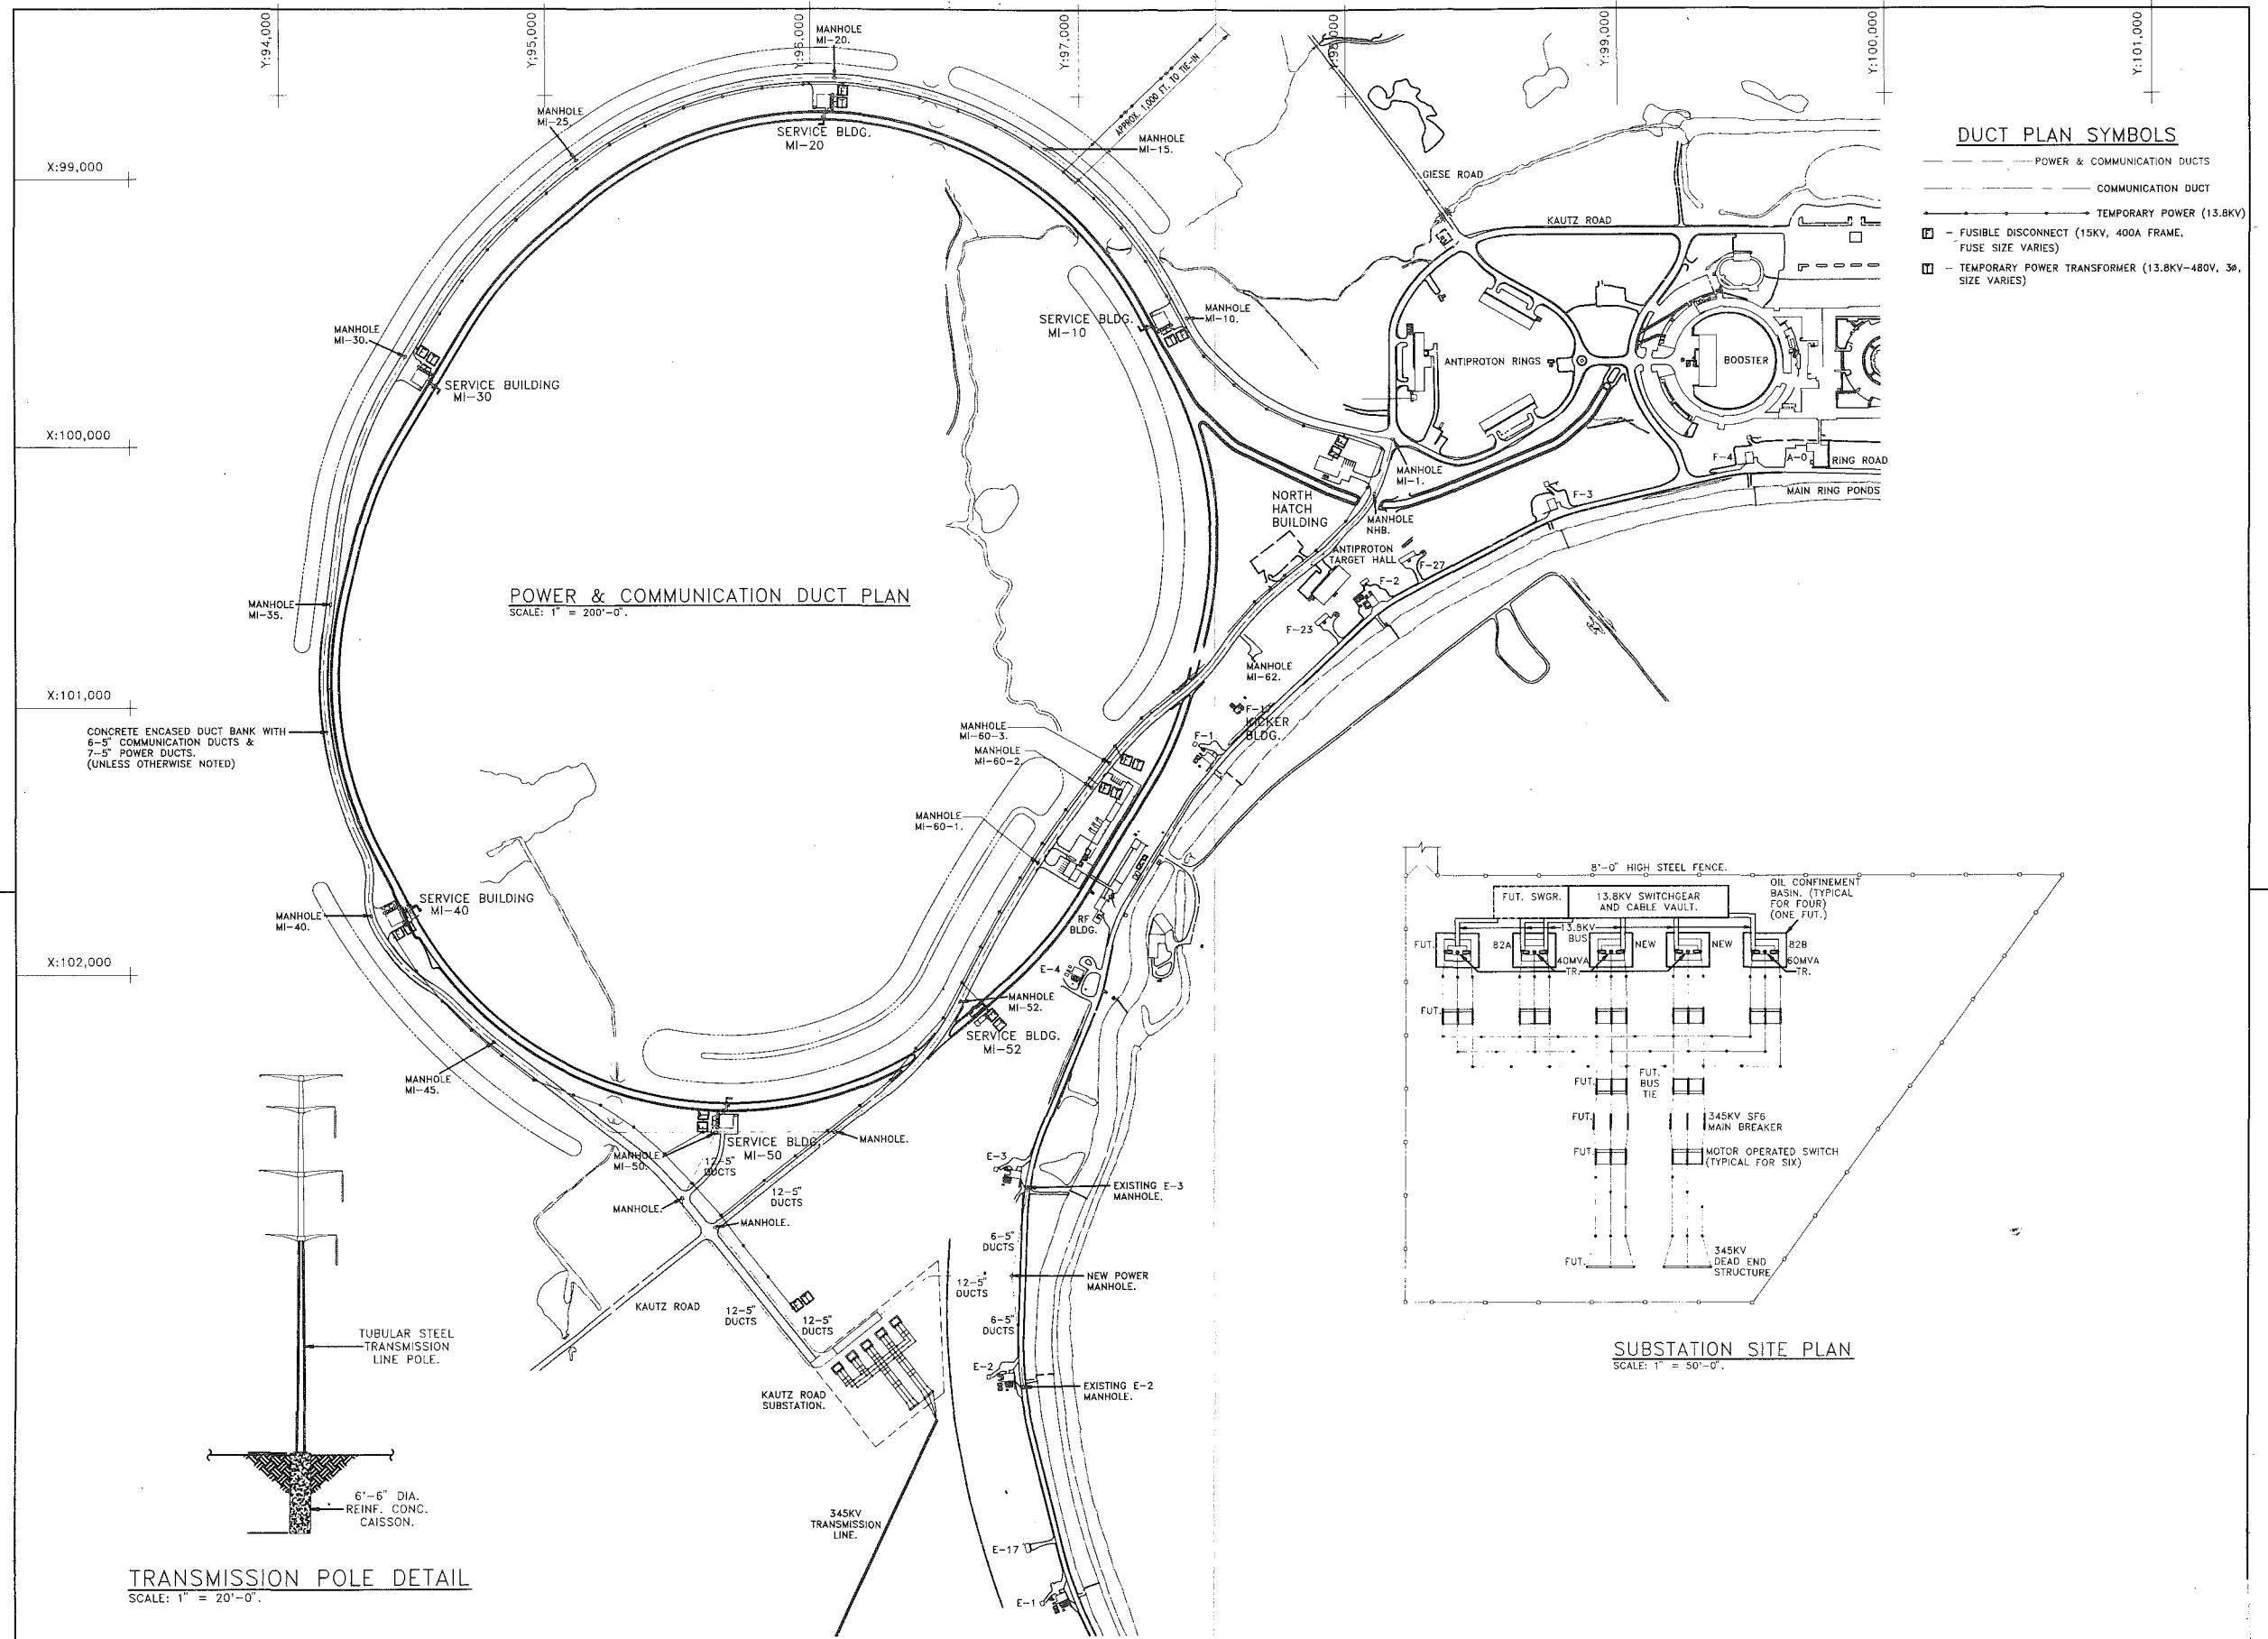 Y:94,000
Y:95,000
Y:96,000
Y:97,000
Y:98,000
Y:99,000
Y:100,000
Y:101,000
X:99,000
X:100,000
X:101,000
X:102,000
MANHOLE
MI-20.
APPROX. 1,000 FT. TO TIE-IN
MANHOLE
MI-25.
SERVICE BLDG.
MI-20
MANHOLE
MI-15.
DUCT PLAN SYMBOLS
POWER & COMMUNICATION DUCTS
COMMUNICATION DUCT
TEMPORARY POWER (13.8KV)
F - FUSIBLE DISCONNECT (15KV, 400A FRAME,
FUSE SIZE VARIES)
T - TEMPORARY POWER TRANSFORMER (13.8KV-480V, 3ø,
SIZE VARIES)
GIESE ROAD
KAUTZ ROAD
SERVICE BLDG.
MI-10
MANHOLE
MI-10.
MANHOLE
MI-30.
SERVICE BUILDING
MI-30
ANTIPROTON RINGS
BOOSTER
MANHOLE
MI-1.
F-4
A-0
RING ROAD
MAIN RING PONDS
F-3
NORTH
HATCH
BUILDING
MANHOLE
NHB.
ANTIPROTON
TARGET HALL
F-27
F-2
F-23
POWER & COMMUNICATION DUCT PLAN
SCALE: 1" = 200'-0".
MANHOLE
MI-35.
MANHOLE
MI-62.
F-17
KICKER
BLDG.
F-1
CONCRETE ENCASED DUCT BANK WITH
6-5" COMMUNICATION DUCTS &
7-5" POWER DUCTS.
(UNLESS OTHERWISE NOTED)
MANHOLE
MI-60-3.
MANHOLE
MI-60-2.
MANHOLE
MI-60-1.
RF
BLDG.
E-4
SERVICE BUILDING
MI-40
MANHOLE
MI-40.
MANHOLE
MI-52.
SERVICE BLDG.
MI-52
MANHOLE
MI-45.
SERVICE BLDG.
MI-50
MANHOLE
MI-50.
12-5"
DUCTS
MANHOLE.
12-5"
DUCTS
MANHOLE.
MANHOLE.
E-3
EXISTING E-3
MANHOLE.
6-5"
DUCTS
12-5"
DUCTS
NEW POWER
MANHOLE.
6-5"
DUCTS
KAUTZ ROAD
12-5"
DUCTS
12-5"
DUCTS
E-2
EXISTING E-2
MANHOLE.
KAUTZ ROAD
SUBSTATION.
345KV
TRANSMISSION
LINE.
E-17
E-1
8'-0" HIGH STEEL FENCE.
FUT. SWGR.
13.8KV SWITCHGEAR
AND CABLE VAULT.
OIL CONFINEMENT
BASIN. (TYPICAL
FOR FOUR)
(ONE FUT.)
13.8KV
BUS
FUT.
82A
NEW
NEW
82B
40MVA
TR.
60MVA
TR.
FUT.
FUT.
FUT.
BUS
TIE
FUT.
345KV SF6
MAIN BREAKER
FUT.
MOTOR OPERATED SWITCH
(TYPICAL FOR SIX)
FUT.
345KV
DEAD END
STRUCTURE
SUBSTATION SITE PLAN
SCALE: 1" = 50'-0".
TUBULAR STEEL
TRANSMISSION
LINE POLE.
6'-6" DIA.
REINF. CONC.
CAISSON.
TRANSMISSION POLE DETAIL
SCALE: 1" = 20'-0".